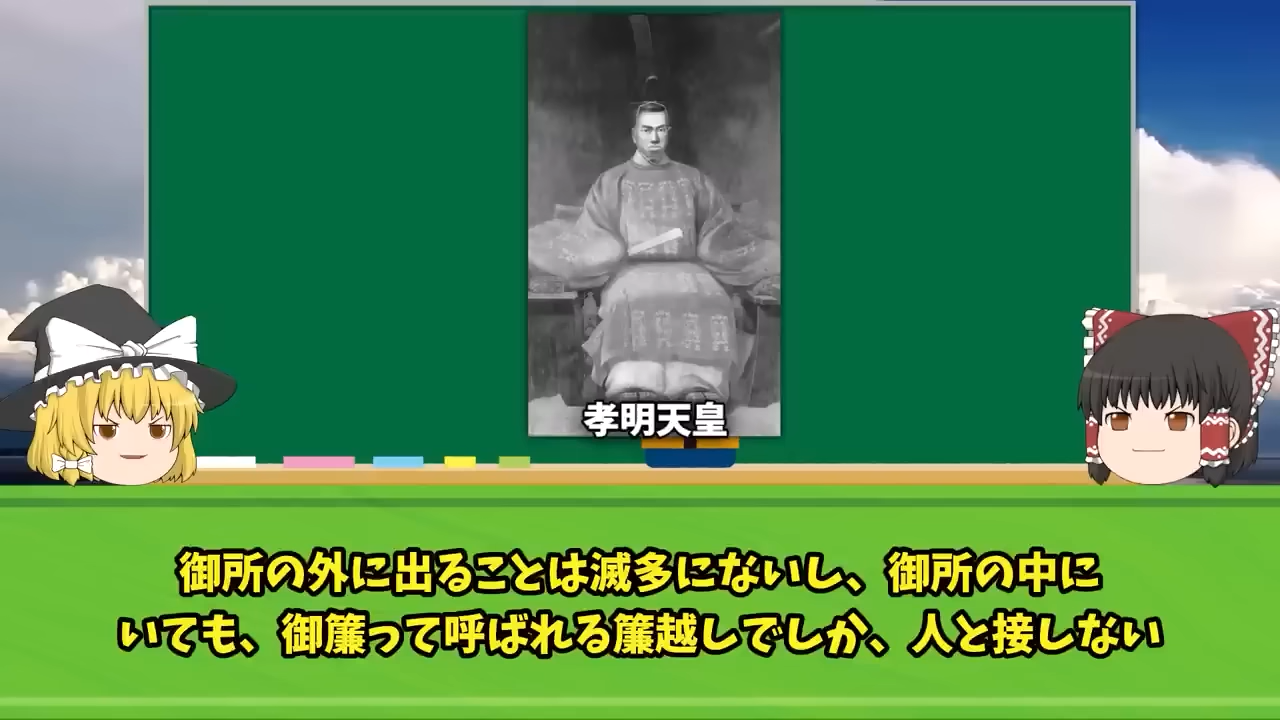 孝明天皇
御所の外に出ることは滅多にないし、御所の中に
いても、御簾って呼ばれる簾越しでしか、人と接しない